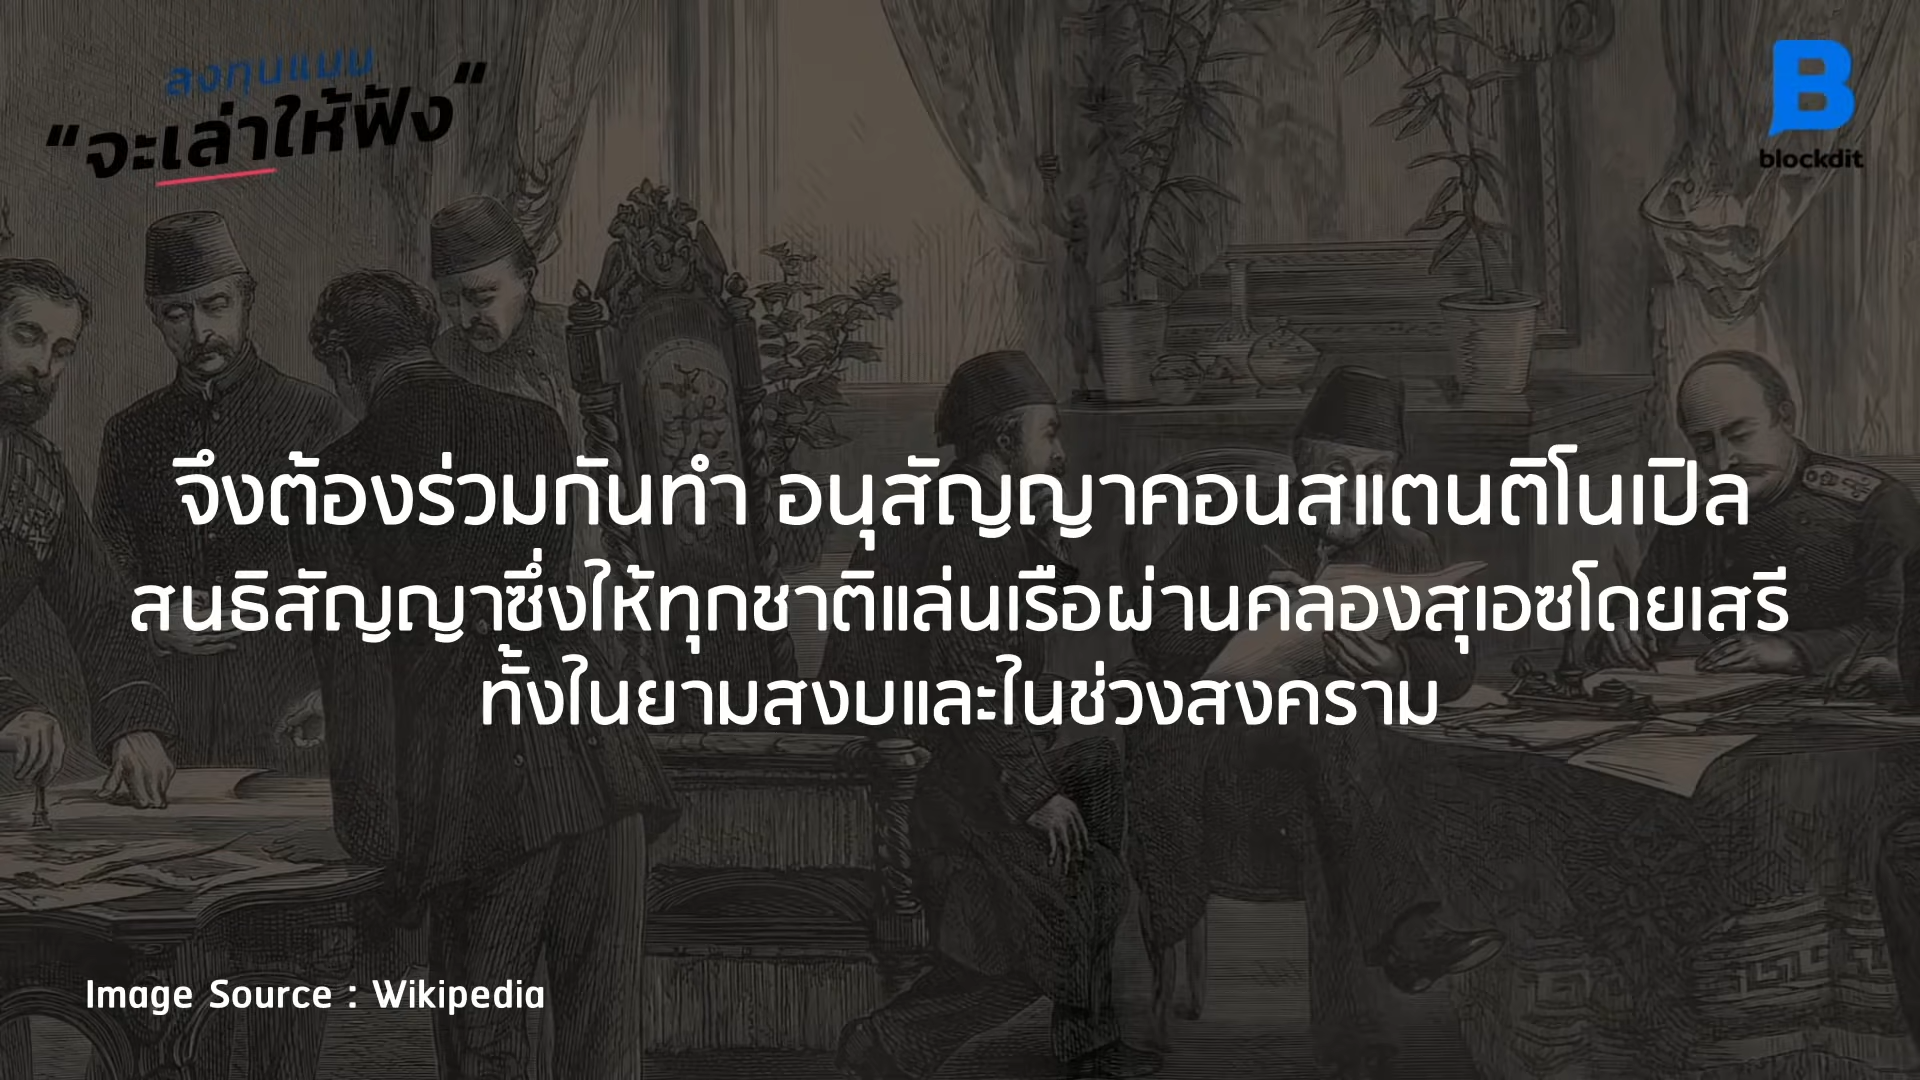 ลงทุนแมน
“จะเล่าให้ฟัง“
B
blockdit
จึงต้องร่วมกันทำ อนุสัญญาคอนสแตนติโนเปิล
สนธิสัญญาซึ่งให้ทุกชาติแล่นเรือผ่านคลองสุเอซโดยเสรี
ทั้งในยามสงบและในช่วงสงคราม
Image Source : Wikipedia